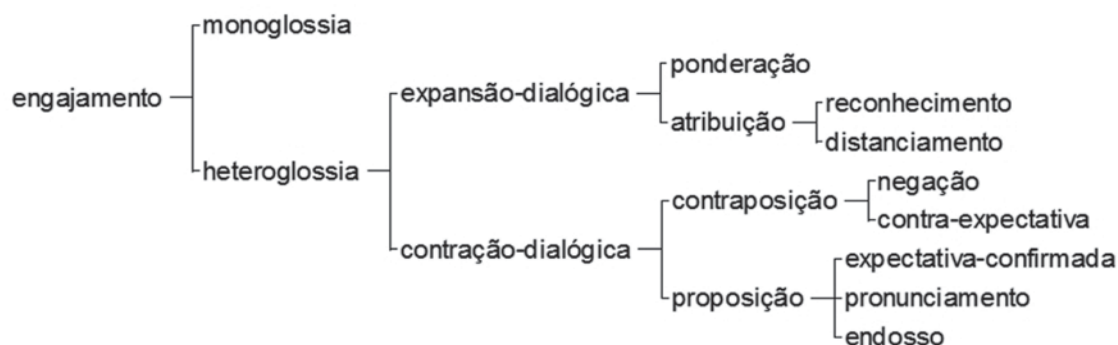 monoglossia
ponderação
expansão-dialógica
engajamento
reconhecimento
atribuição
distanciamento
heteroglossia
negação
contraposição
contra-expectativa
contração-dialógica
expectativa-confirmada
proposição
pronunciamento
endosso